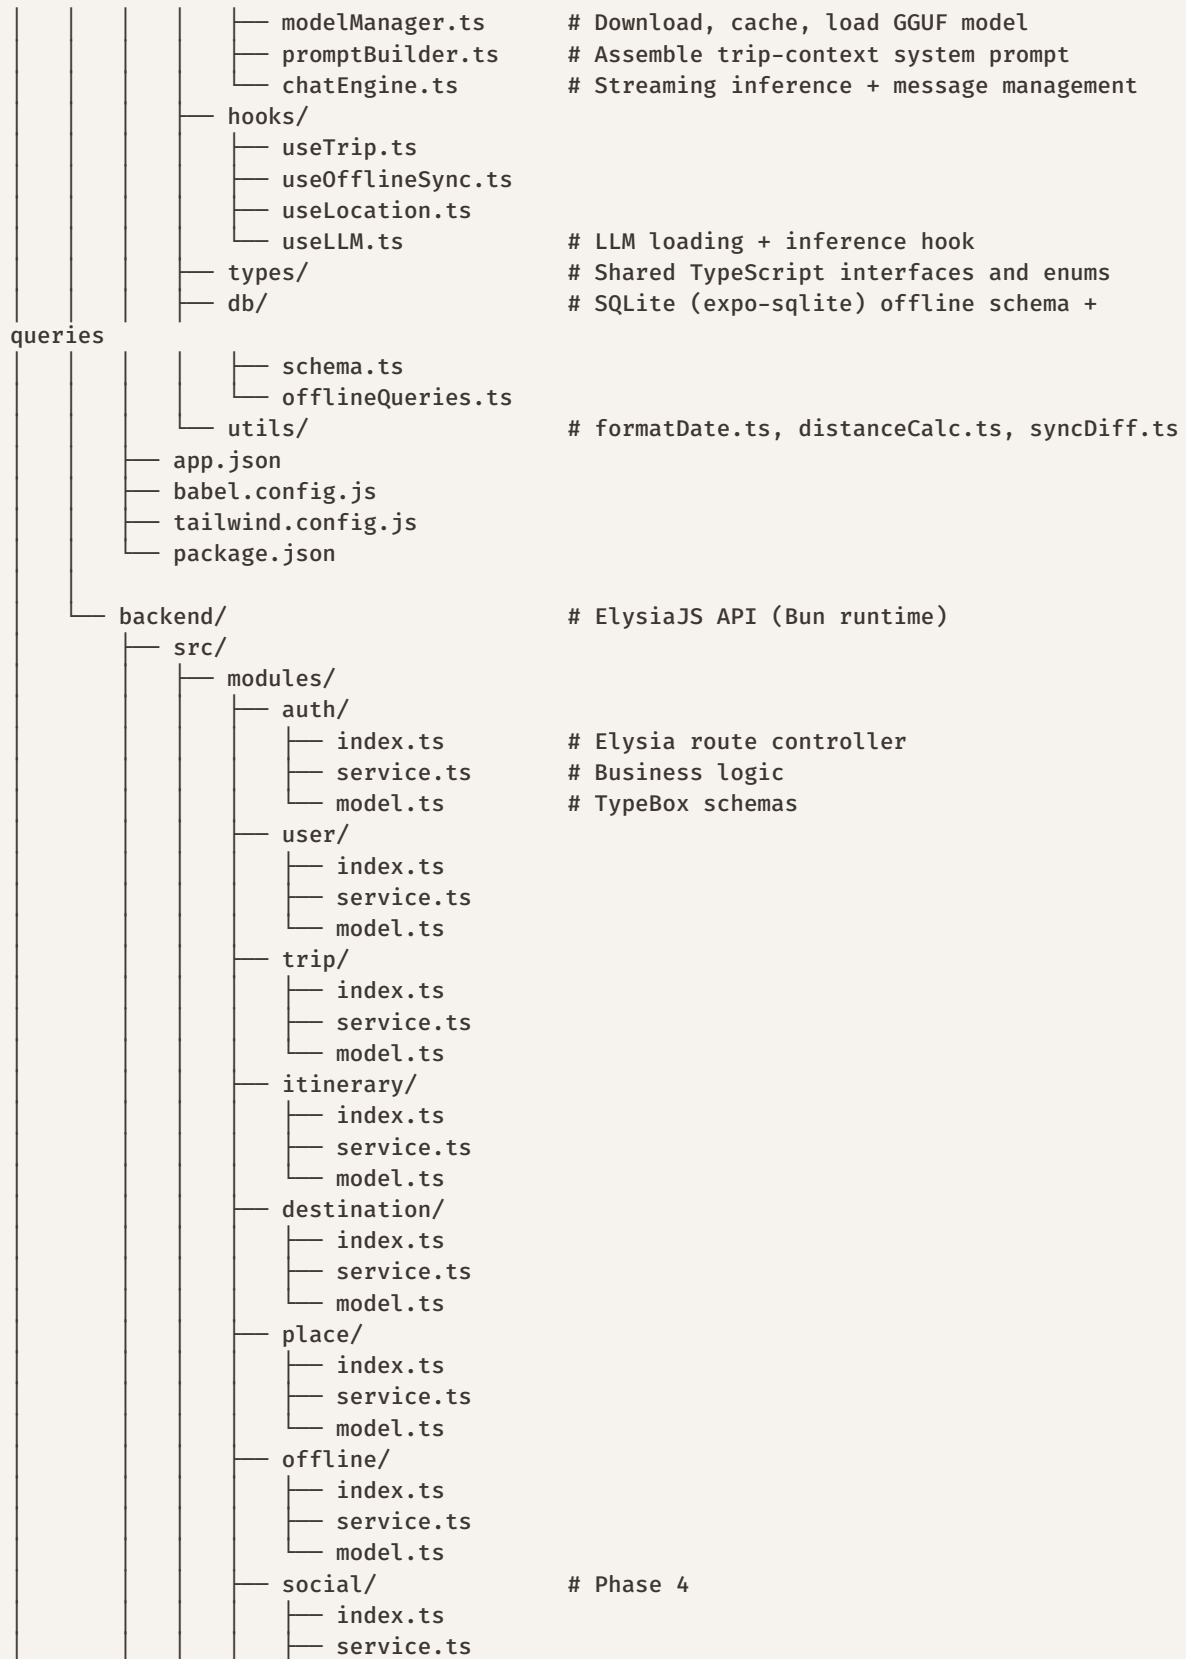 │   │   │   │   ├── modelManager.ts      # Download, cache, load GGUF model
│   │   │   │   ├── promptBuilder.ts     # Assemble trip-context system prompt
│   │   │   │   └── chatEngine.ts        # Streaming inference + message management
│   │   │   ├── hooks/
│   │   │   │   ├── useTrip.ts
│   │   │   │   ├── useOfflineSync.ts
│   │   │   │   ├── useLocation.ts
│   │   │   │   └── useLLM.ts            # LLM loading + inference hook
│   │   │   ├── types/                   # Shared TypeScript interfaces and enums
│   │   │   ├── db/                      # SQLite (expo-sqlite) offline schema +
queries
│   │   │   │   ├── schema.ts
│   │   │   │   └── offlineQueries.ts
│   │   │   └── utils/                   # formatDate.ts, distanceCalc.ts, syncDiff.ts
│   │   ├── app.json
│   │   ├── babel.config.js
│   │   ├── tailwind.config.js
│   │   └── package.json
│   │
│   └── backend/                         # ElysiaJS API (Bun runtime)
│       ├── src/
│       │   ├── modules/
│       │   │   ├── auth/
│       │   │   │   ├── index.ts         # Elysia route controller
│       │   │   │   ├── service.ts       # Business logic
│       │   │   │   └── model.ts         # TypeBox schemas
│       │   │   ├── user/
│       │   │   │   ├── index.ts
│       │   │   │   ├── service.ts
│       │   │   │   └── model.ts
│       │   │   ├── trip/
│       │   │   │   ├── index.ts
│       │   │   │   ├── service.ts
│       │   │   │   └── model.ts
│       │   │   ├── itinerary/
│       │   │   │   ├── index.ts
│       │   │   │   ├── service.ts
│       │   │   │   └── model.ts
│       │   │   ├── destination/
│       │   │   │   ├── index.ts
│       │   │   │   ├── service.ts
│       │   │   │   └── model.ts
│       │   │   ├── place/
│       │   │   │   ├── index.ts
│       │   │   │   ├── service.ts
│       │   │   │   └── model.ts
│       │   │   ├── offline/
│       │   │   │   ├── index.ts
│       │   │   │   ├── service.ts
│       │   │   │   └── model.ts
│       │   │   ├── social/              # Phase 4
│       │   │   │   ├── index.ts
│       │   │   │   ├── service.ts